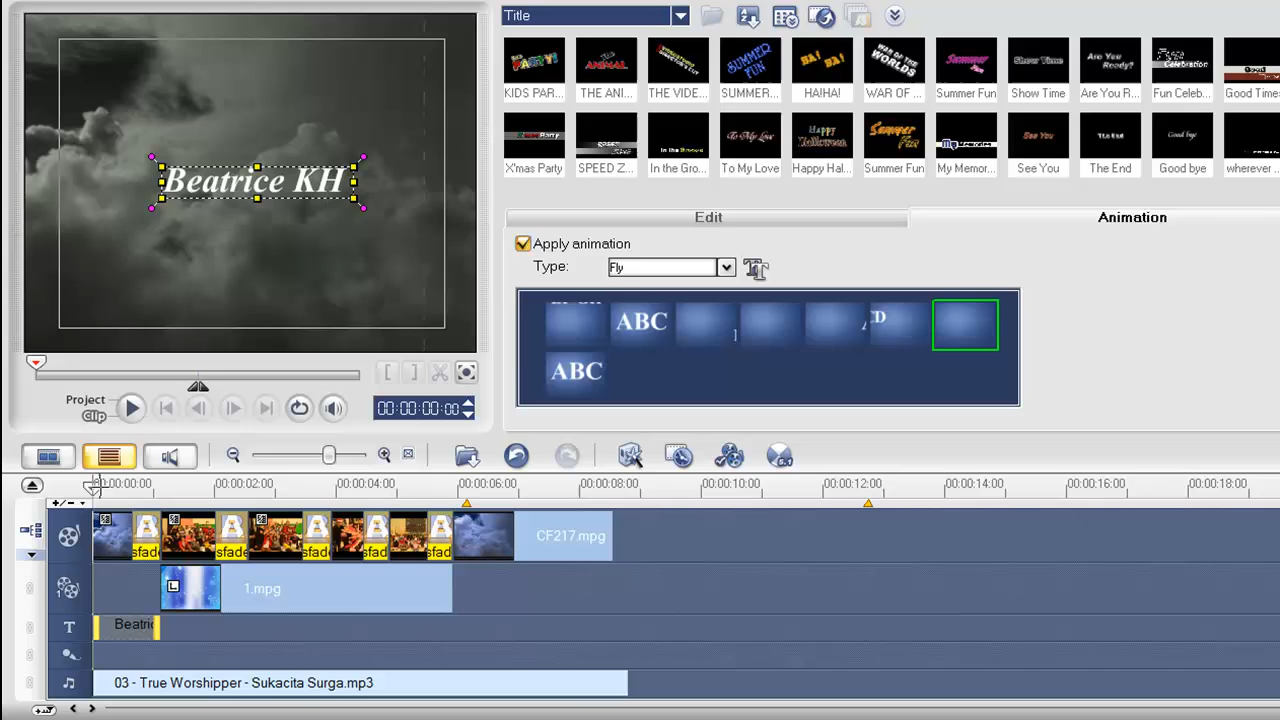 Title
KIDS PAR...
THE ANI...
THE VIDE...
SUMMER...
HA!HA!
WAR OF ...
Summer Fun
Show Time
Are You R...
Fun Celeb...
Good Times
X'mas Party
SPEED Z...
In the Gro...
To My Love
Happy Hal...
Summer Fun
My Memor...
See You
The End
Good bye
wherever ...
Beatrice KH
Edit
Animation
Apply animation
Type:
Fly
ABC
ABC
Project
Clip
00:00:00:00
00:00:00:00
00:00:02:00
00:00:04:00
00:00:06:00
00:00:08:00
00:00:10:00
00:00:12:00
00:00:14:00
00:00:16:00
00:00:18:00
sfade
sfade
sfad
sfad
sfad
CF217.mpg
1.mpg
Beatric
03 - True Worshipper - Sukacita Surga.mp3